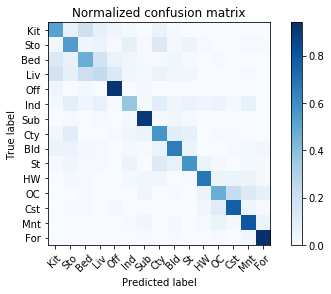 Normalized confusion matrix
Kit
Sto
Bed
Liv
Off
Ind
Sub
Cty
Bld
St
HW
OC
Cst
Mnt
For
True label
Kit Sto Bed Liv Off Ind Sub Cty Bld St HW OC Cst Mnt For
Predicted label
0.8
0.6
0.4
0.2
0.0